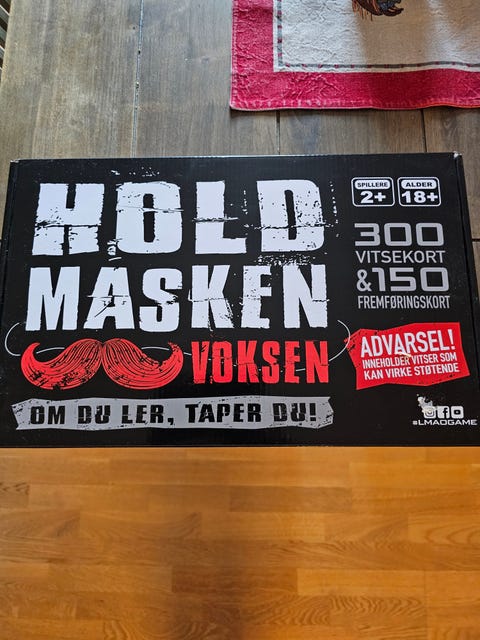 HOLD
MASKEN
VOKSEN
OM DU LER, TAPER DU!
SPILLERE
2+
ALDER
18+
300
VITSEKORT
&150
FREMFØRINGSKORT
ADVARSEL!
INNEHOLDER VITSER SOM
KAN VIRKE STØTENDE
#LMAOGAME